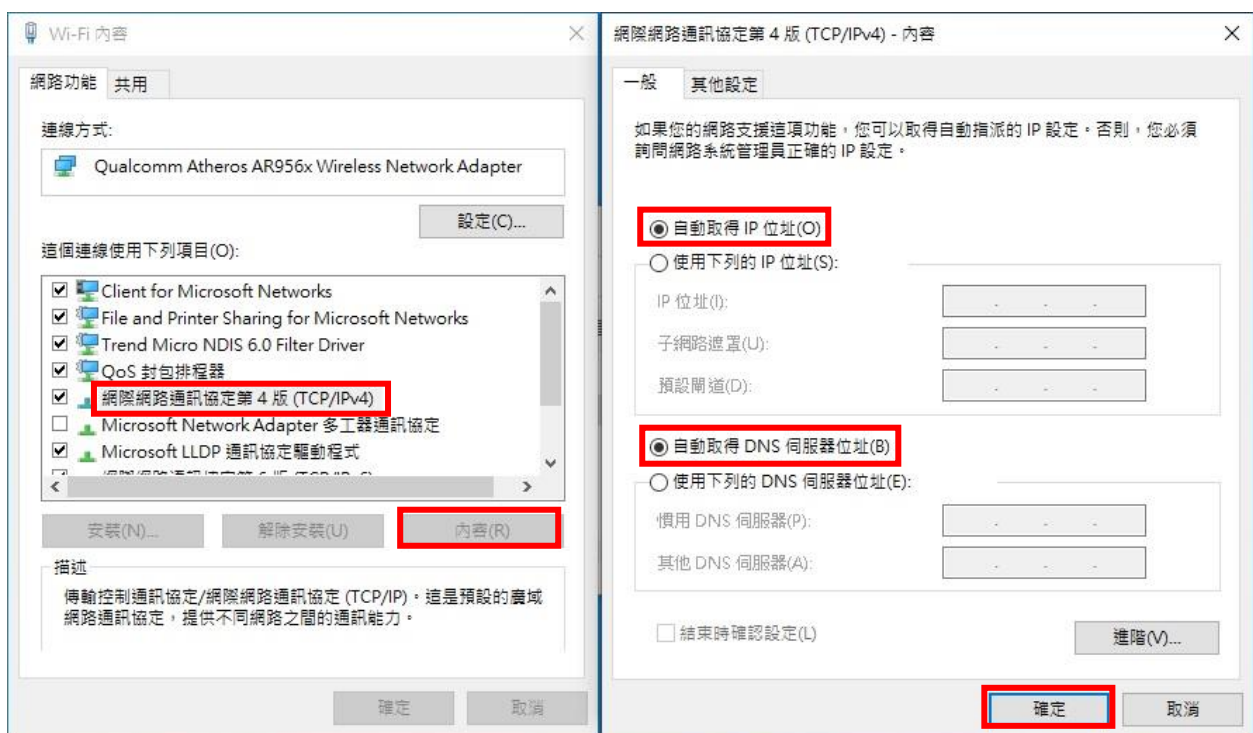 Wi-Fi 內容
網路功能
共用
連線方式:
Qualcomm Atheros AR956x Wireless Network Adapter
設定(C)...
這個連線使用下列項目(O):
Client for Microsoft Networks
File and Printer Sharing for Microsoft Networks
Trend Micro NDIS 6.0 Filter Driver
QoS 封包排程器
網際網路通訊協定第 4 版 (TCP/IPv4)
Microsoft Network Adapter 多工器通訊協定
Microsoft LLDP 通訊協定驅動程式
安裝(N)...
解除安裝(U)
內容(R)
描述
傳輸控制通訊協定/網際網路通訊協定 (TCP/IP)。這是預設的廣域
網路通訊協定，提供不同網路之間的通訊能力。
確定
取消
網際網路通訊協定第 4 版 (TCP/IPv4) - 內容
一般
其他設定
如果您的網路支援這項功能，您可以取得自動指派的 IP 設定。否則，您必須
詢問網路系統管理員正確的 IP 設定。
自動取得 IP 位址(O)
使用下列的 IP 位址(S):
IP 位址(I):
子網路遮罩(U):
預設閘道(D):
自動取得 DNS 伺服器位址(B)
使用下列的 DNS 伺服器位址(E):
慣用 DNS 伺服器(P):
其他 DNS 伺服器(A):
結束時確認設定(L)
進階(V)...
確定
取消